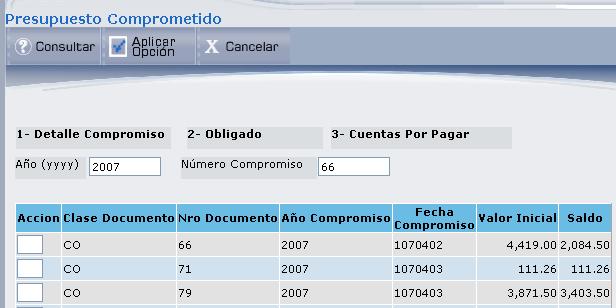 Presupuesto Comprometido
? Consultar Aplicar Opción X Cancelar
1- Detalle Compromiso 2- Obligado 3- Cuentas Por Pagar
Año (yyyy) 2007 Número Compromiso 66
Accion Clase Documento Nro Documento Año Compromiso Fecha Compromiso Valor Inicial Saldo
CO 66 2007 1070402 4,419.00 2,084.50
CO 71 2007 1070403 111.26 111.26
CO 79 2007 1070403 3,871.50 3,403.50